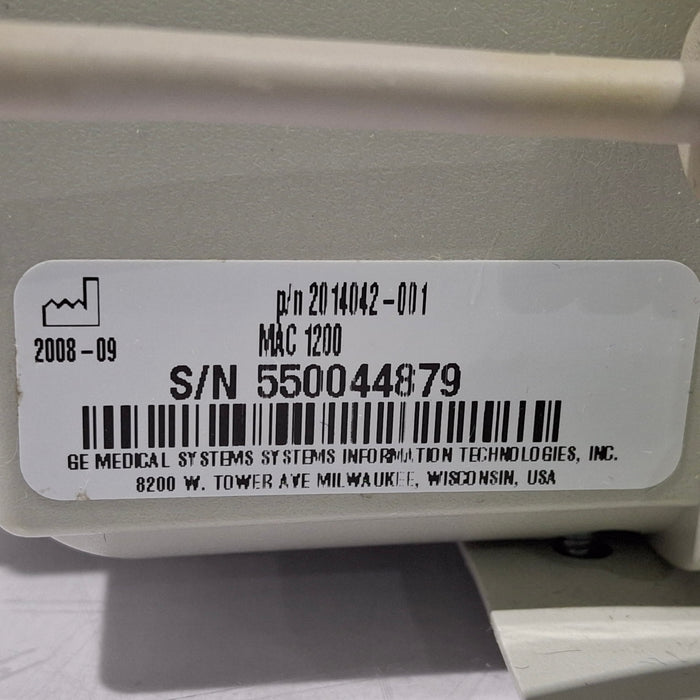 p/n 2014042-001
MAC 1200
2008-09
S/N 550044879
GE MEDICAL SYSTEMS SYSTEMS INFORMATION TECHNOLOGIES, INC.
8200 W. TOWER AVE MILWAUKEE, WISCONSIN, USA